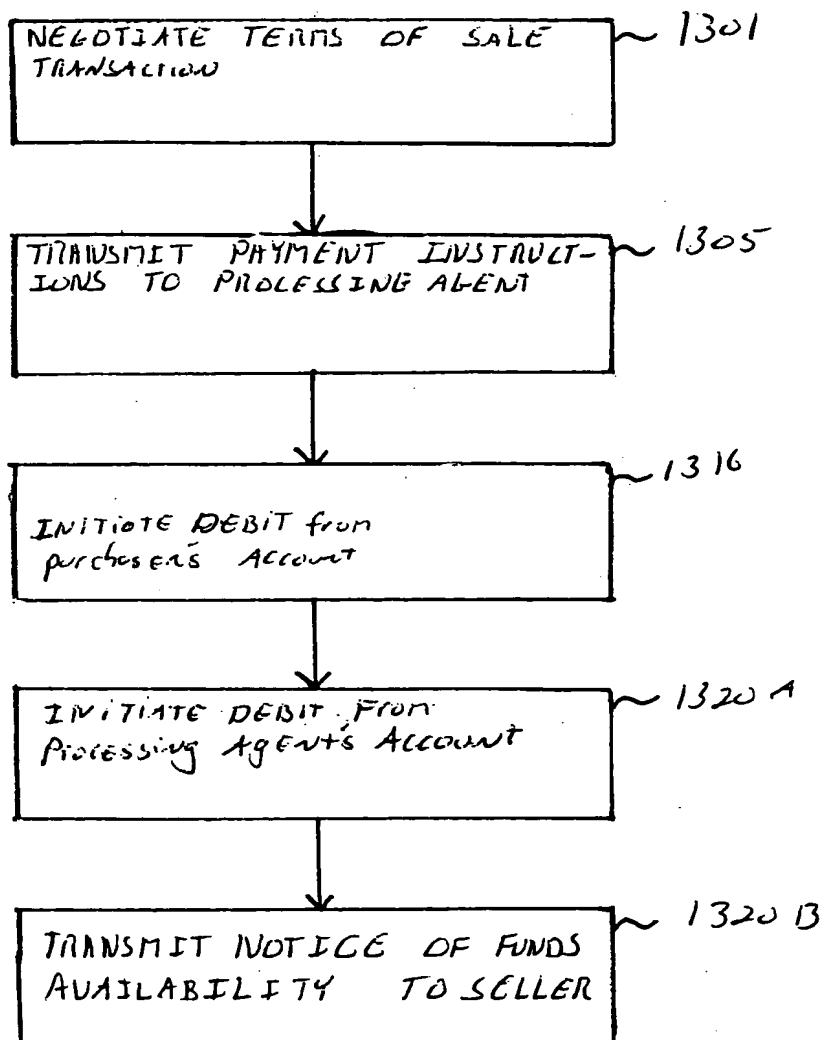 NEGOTIATE TERMS OF SALE
TRANSACTION
1301
TRANSMIT PAYMENT INSTRUCT-
IONS TO PROCESSING AGENT
1305
1316
INITIATE DEBIT from
purchaser's Account
1320 A
INITIATE DEBIT From
Processing Agent's Account
1320 B
TRANSMIT NOTICE OF FUNDS
AVAILABILITY TO SELLER